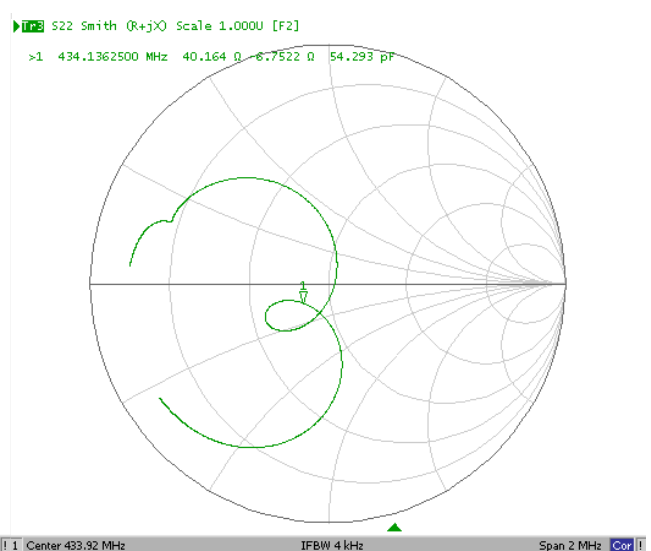 Tr3 S22 Smith (R+jX) Scale 1.000U [F2]
>1 434.1362500 MHz 40.164 Ω -6.7522 Ω 54.293 pF
1
! 1 Center 433.92 MHz IFBW 4 kHz Span 2 MHz Cor !